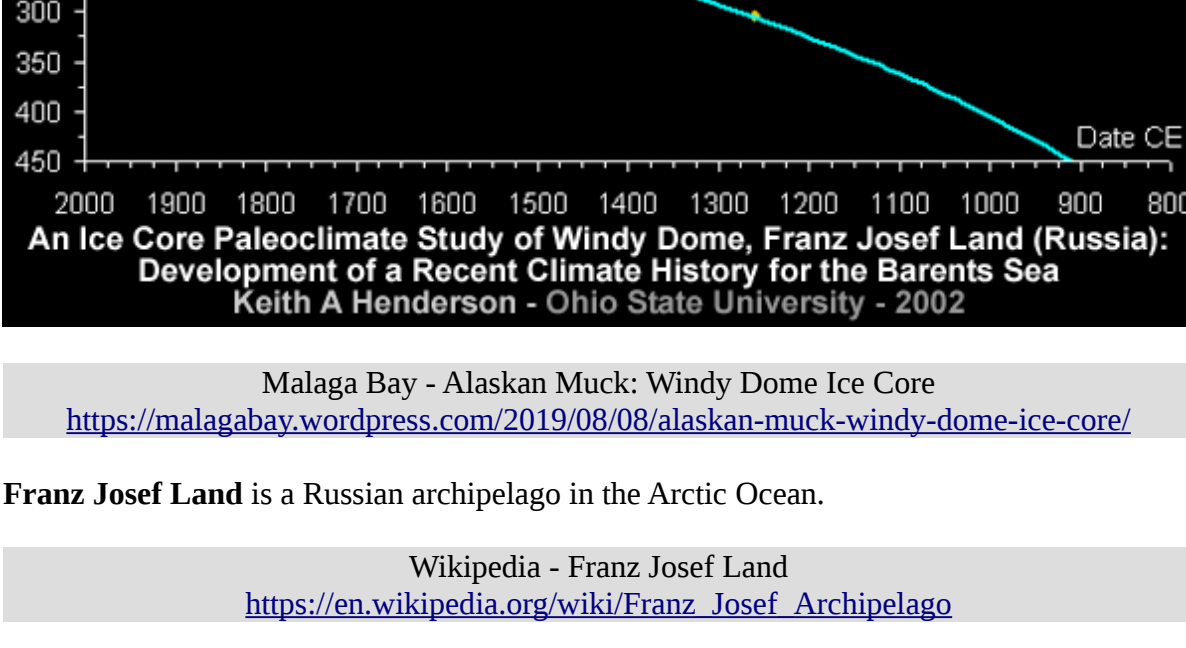 300
350
400
Date CE
450
2000 1900 1800 1700 1600 1500 1400 1300 1200 1100 1000 900 800
An Ice Core Paleoclimate Study of Windy Dome, Franz Josef Land (Russia):
Development of a Recent Climate History for the Barents Sea
Keith A Henderson - Ohio State University - 2002
Malaga Bay - Alaskan Muck: Windy Dome Ice Core
https://malagabay.wordpress.com/2019/08/08/alaskan-muck-windy-dome-ice-core/
Franz Josef Land is a Russian archipelago in the Arctic Ocean.
Wikipedia - Franz Josef Land
https://en.wikipedia.org/wiki/Franz_Josef_Archipelago